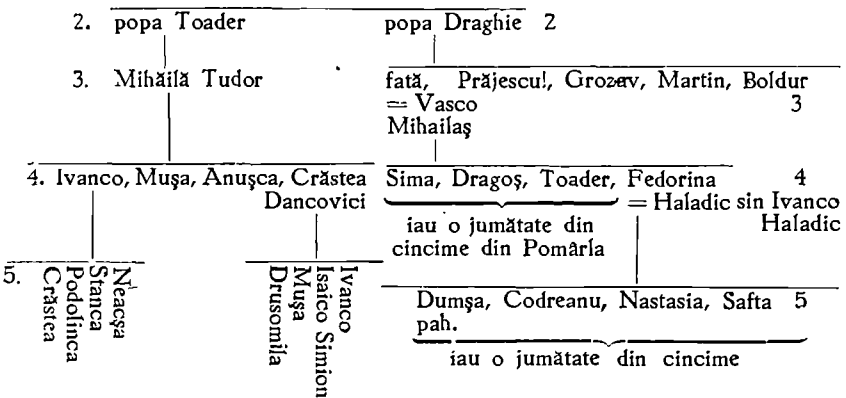 2. popa Toader popa Draghie 2
3. Mihăilă Tudor fată, Prăjescul, Grozav, Martin, Boldur
= Vasco 3
Mihailaş
4. Ivanco, Muşa, Anuşca, Crăstea Sima, Dragoş, Toader, Fedorina 4
Dancovici = Haladic sin Ivanco
iau o jumătate din Haladic
cincime din Pomârla
5.
Neacşa
Stanca
Podolinca
Crăstea
Ivanco
Isaico Simion
Muşa
Drusomila
Dumşa, Codreanu, Nastasia, Safta 5
pah.
iau o jumătate din cincime